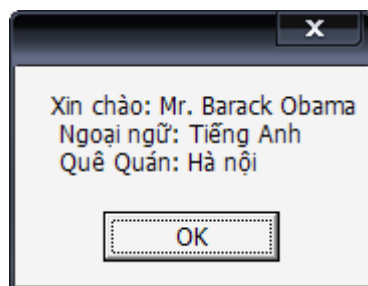 Xin chào: Mr. Barack Obama
Ngoại ngữ: Tiếng Anh
Quê Quán: Hà nội
OK